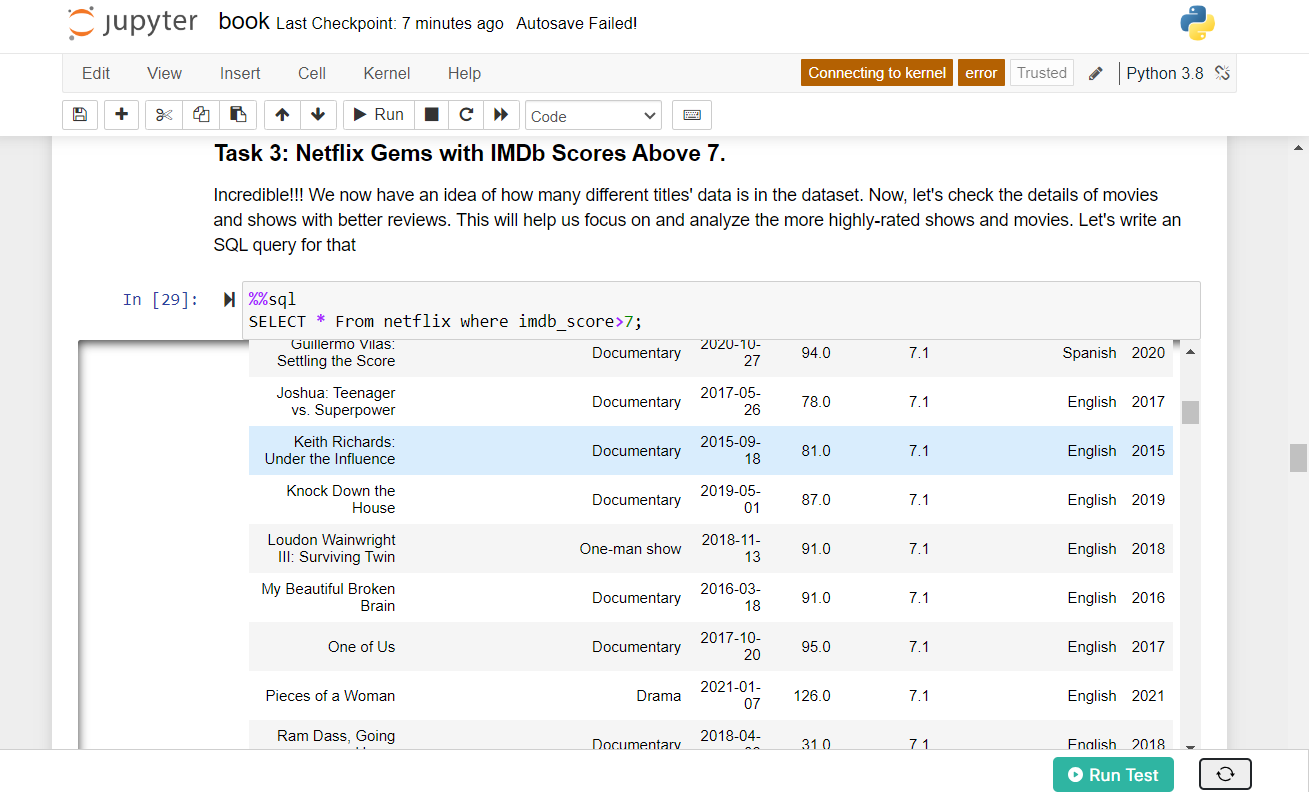 jupyter book Last Checkpoint: 7 minutes ago Autosave Failed!
Edit View Insert Cell Kernel Help Connecting to kernel error Trusted Python 3.8
Run Code
Task 3: Netflix Gems with IMDb Scores Above 7.
Incredible!!! We now have an idea of how many different titles' data is in the dataset. Now, let's check the details of movies
and shows with better reviews. This will help us focus on and analyze the more highly-rated shows and movies. Let's write an
SQL query for that
In [29]: %%sql
SELECT * From netflix where imdb_score>7;
Guillermo Vilas:
Settling the Score
Documentary
2020-10-
27
94.0
7.1
Spanish
2020
Joshua: Teenager
vs. Superpower
Documentary
2017-05-
26
78.0
7.1
English
2017
Keith Richards:
Under the Influence
Documentary
2015-09-
18
81.0
7.1
English
2015
Knock Down the
House
Documentary
2019-05-
01
87.0
7.1
English
2019
Loudon Wainwright
III: Surviving Twin
One-man show
2018-11-
13
91.0
7.1
English
2018
My Beautiful Broken
Brain
Documentary
2016-03-
18
91.0
7.1
English
2016
One of Us
Documentary
2017-10-
20
95.0
7.1
English
2017
Pieces of a Woman
Drama
2021-01-
07
126.0
7.1
English
2021
Ram Dass, Going
Documentary
2018-04-
31.0
7.1
English
2018
Run Test